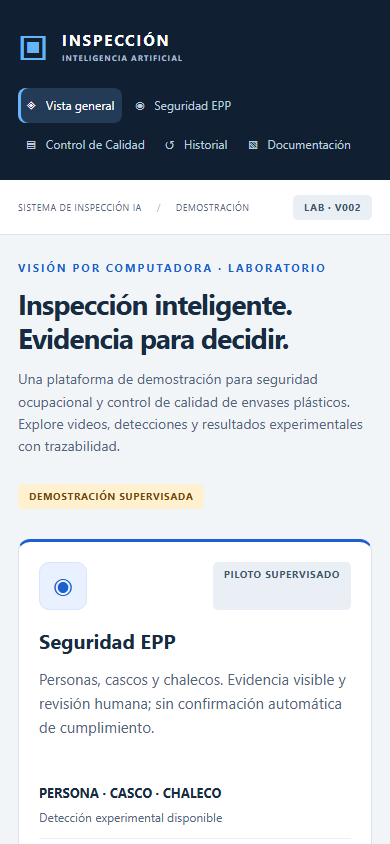 INSPECCIÓN
INTELIGENCIA ARTIFICIAL
Vista general
Seguridad EPP
Control de Calidad
Historial
Documentación
SISTEMA DE INSPECCIÓN IA / DEMOSTRACIÓN
LAB · V002
VISIÓN POR COMPUTADORA · LABORATORIO
Inspección inteligente.
Evidencia para decidir.
Una plataforma de demostración para seguridad
ocupacional y control de calidad de envases plásticos.
Explore videos, detecciones y resultados experimentales
con trazabilidad.
DEMOSTRACIÓN SUPERVISADA
PILOTO SUPERVISADO
Seguridad EPP
Personas, cascos y chalecos. Evidencia visible y
revisión humana; sin confirmación automática
de cumplimiento.
PERSONA · CASCO · CHALECO
Detección experimental disponible